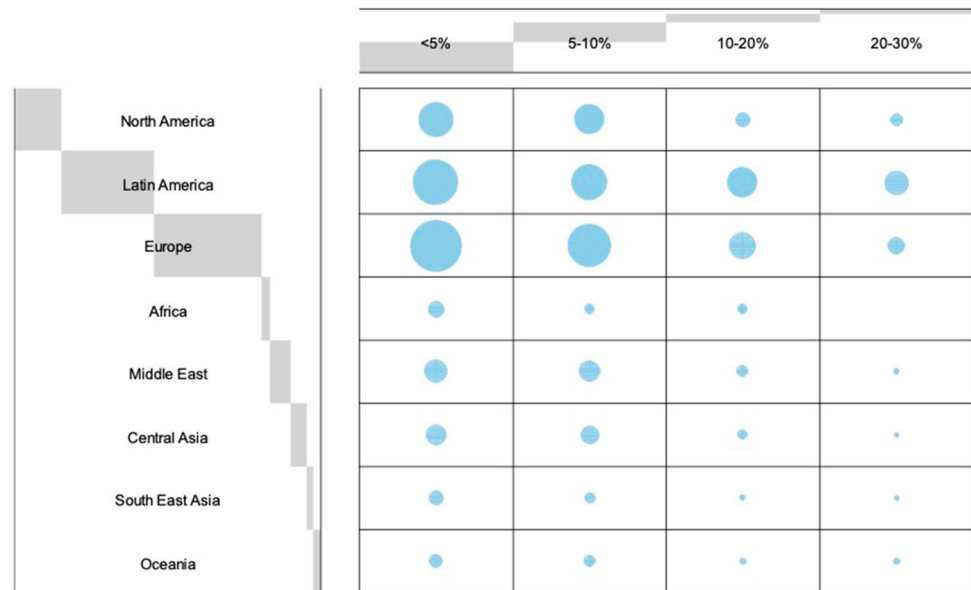 <5% 5-10% 10-20% 20-30%
North America
Latin America
Europe
Africa
Middle East
Central Asia
South East Asia
Oceania